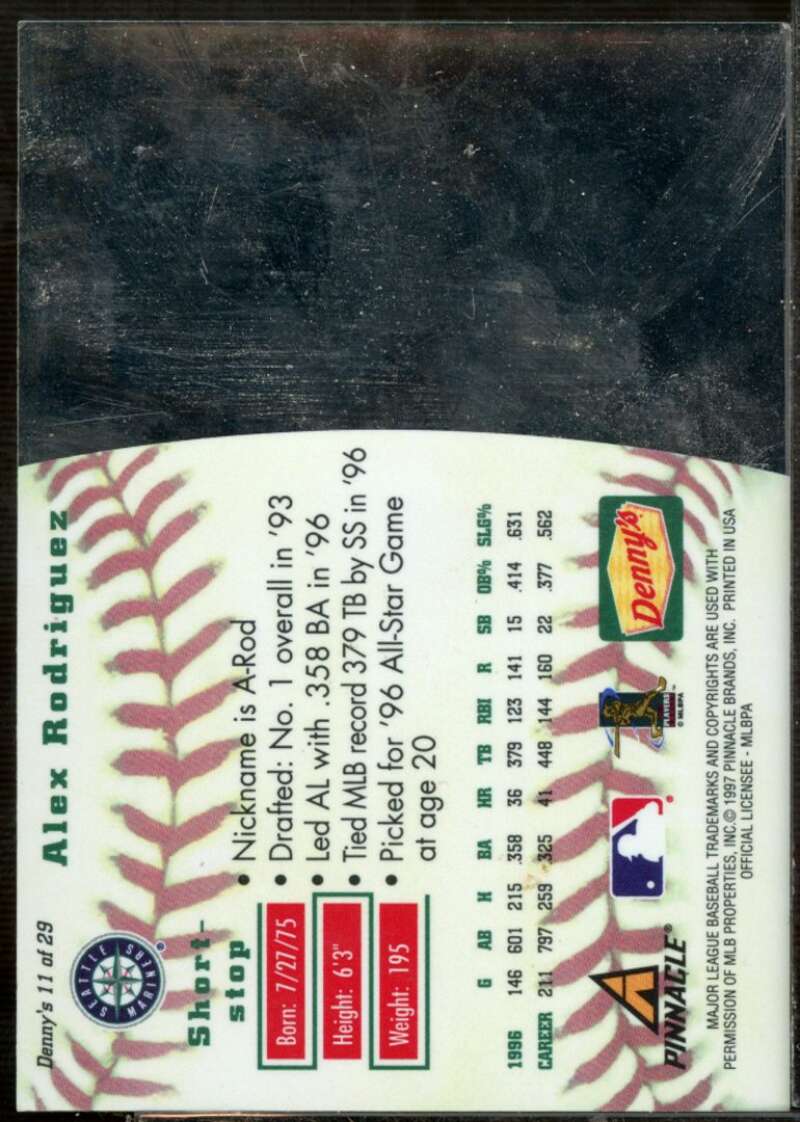 Denny's 11 of 29
Alex Rodriguez
SEATTLE
MARINERS
Short-
stop
Born: 7/27/75
Height: 6'3"
Weight: 195
• Nickname is A-Rod
• Drafted: No. 1 overall in '93
• Led AL with .358 BA in '96
• Tied MLB record 379 TB by SS in '96
• Picked for '96 All-Star Game
at age 20
G AB H BA HR TB RBI R SB OB% SLG%
1996 146 601 215 .358 36 379 123 141 15 .414 .631
CAREER 211 797 259 .325 41 448 144 160 22 .377 .562
PINNACLE®
PLAYERS
© MLBPA
Denny's
MAJOR LEAGUE BASEBALL TRADEMARKS AND COPYRIGHTS ARE USED WITH
PERMISSION OF MLB PROPERTIES, INC.© 1997 PINNACLE BRANDS, INC. PRINTED IN USA
OFFICIAL LICENSEE - MLBPA